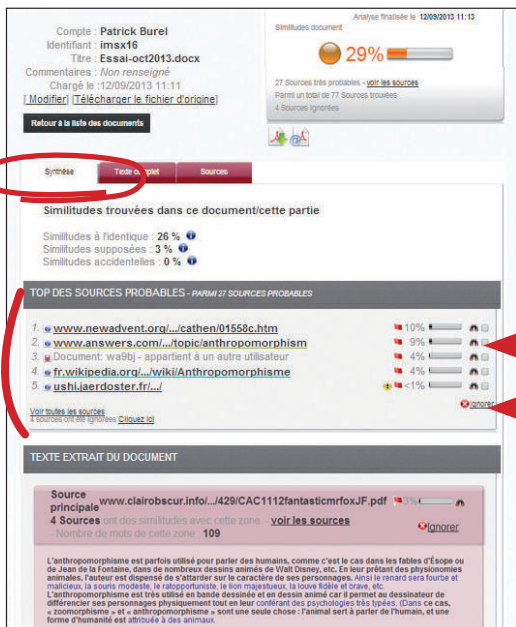 Compte : Patrick Burel
Identifiant : imsx16
Titre : Essai-oct2013.docx
Commentaires : Non renseigné
Chargé le :12/09/2013 11:11
[ Modifier] [Télécharger le fichier d'origine]
Retour à la liste des documents
Analyse finalisée le 12/09/2013 11:13
Similitudes document
29%
27 Sources très probables - voir les sources
Parmi un total de 77 Sources trouvées
4 Sources ignorées
Synthèse
Texte complet
Sources
Similitudes trouvées dans ce document/cette partie
Similitudes à l'identique : 26 %
Similitudes supposées : 3 %
Similitudes accidentelles : 0 %
TOP DES SOURCES PROBABLES - PARMI 27 SOURCES PROBABLES
1. www.newadvent.org/.../cathen/01558c.htm 10%
2. www.answers.com/.../topic/anthropomorphism 9%
3. Document: wa9bj - appartient à un autre utilisateur 4%
4. fr.wikipedia.org/.../wiki/Anthropomorphisme 4%
5. ushi.jaerdoster.fr/.../ <1%
Ignorer
Voir toutes les sources
4 sources ont été ignorées Cliquez ici
TEXTE EXTRAIT DU DOCUMENT
Source principale www.clairobscur.info/.../429/CAC1112fantasticmrfoxJF.pdf 3%
4 Sources ont des similitudes avec cette zone. - voir les sources
- Nombre de mots de cette zone : 109
Ignorer
L'anthropomorphisme est parfois utilisé pour parler des humains, comme c'est le cas dans les fables d'Ésope ou
de Jean de la Fontaine, dans de nombreux dessins animés de Walt Disney, etc. En leur prêtant des physionomies
animales, l'auteur est dispensé de s'attarder sur le caractère de ses personnages. Ainsi le renard sera fourbe et
malicieux, la souris modeste, le ratopportuniste, le lion majestueux, la louve fidèle et brave, etc.
L'anthropomorphisme est très utilisé en bande dessinée et en dessin animé car il permet au dessinateur de
différencier ses personnages physiquement tout en leur conférant des psychologies très typées. (Dans ce cas,
« zoomorphisme » et « anthropomorphisme » sont une seule chose : l'animal sert à parler de l'humain, et une
forme d'humanité est attribuée à des animaux.